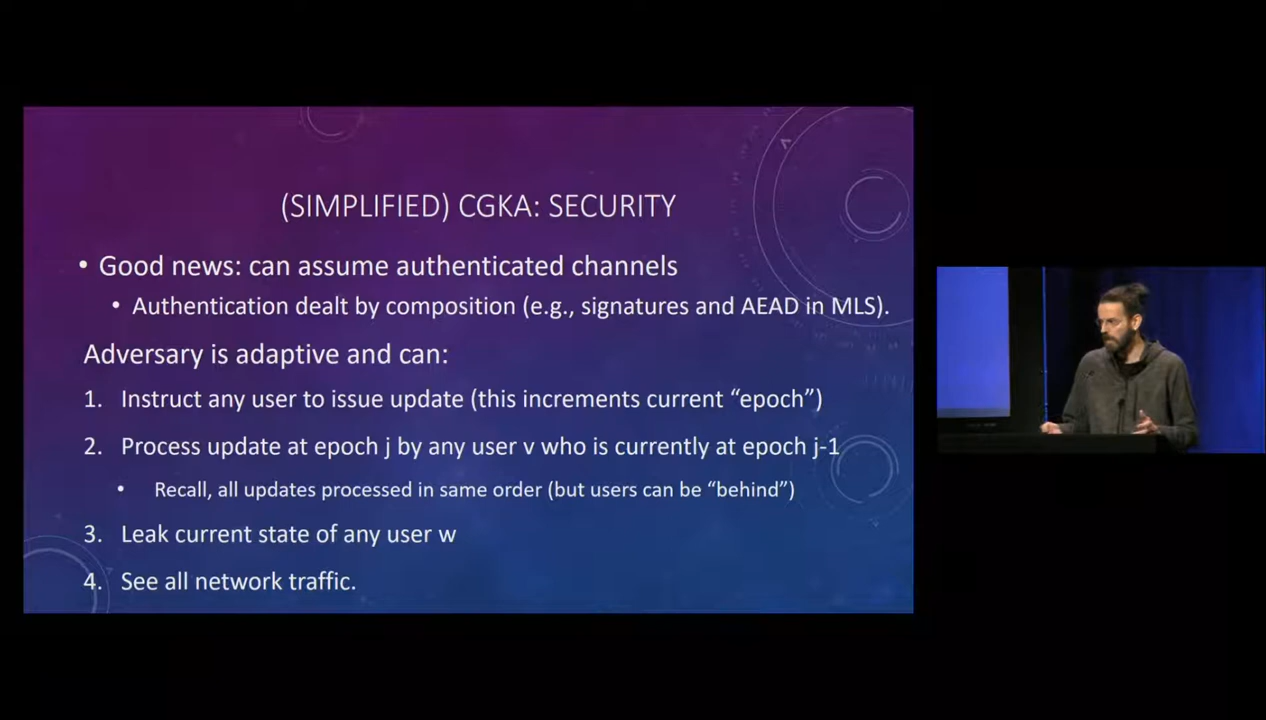 (SIMPLIFIED) CGKA: SECURITY
• Good news: can assume authenticated channels
• Authentication dealt by composition (e.g., signatures and AEAD in MLS).
Adversary is adaptive and can:
1. Instruct any user to issue update (this increments current “epoch”)
2. Process update at epoch j by any user v who is currently at epoch j-1
• Recall, all updates processed in same order (but users can be “behind”)
3. Leak current state of any user w
4. See all network traffic.